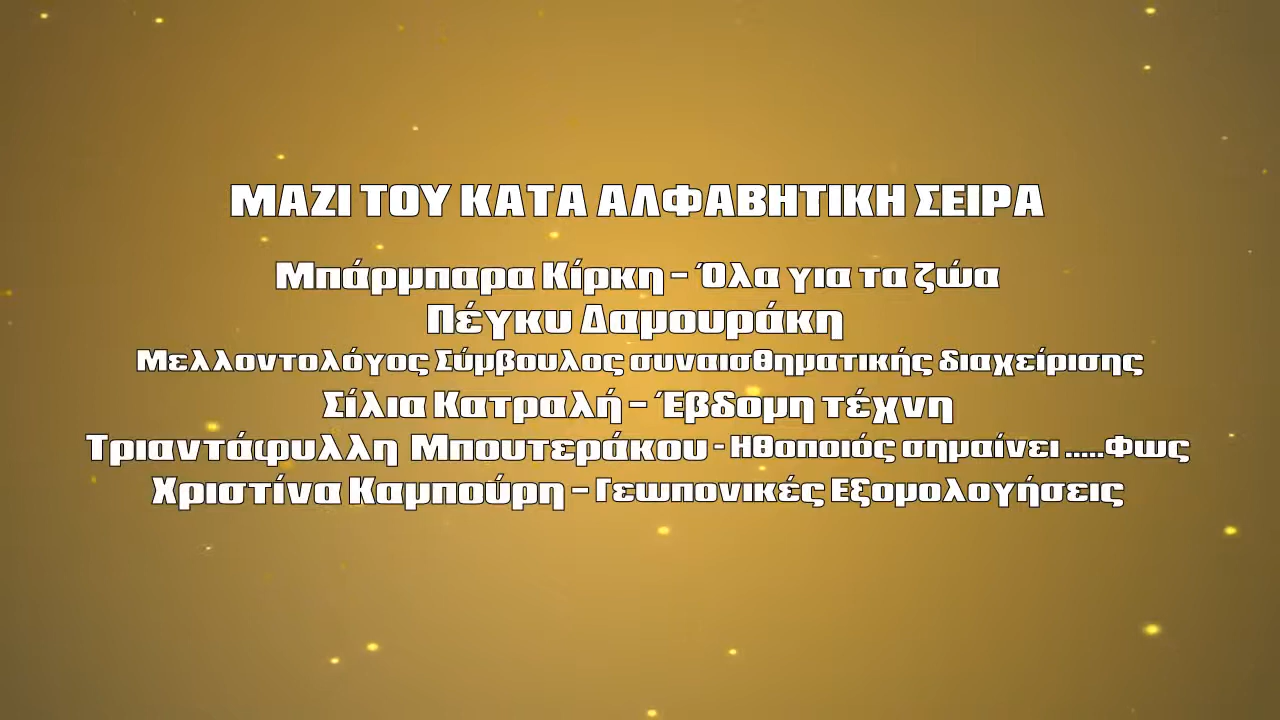 ΜΑΖΙ ΤΟΥ ΚΑΤΑ ΑΛΦΑΒΗΤΙΚΗ ΣΕΙΡΑ
Μπάρμπαρα Κίρκη – Όλα για τα ζώα
Πέγκυ Δαμουράκη
Μελλοντολόγος Σύμβουλος συναισθηματικής διαχείρισης
Σίλια Κατραλή – Έβδομη τέχνη
Τριαντάφυλλη Μπουτεράκου - Ηθοποιός σημαίνει .....Φως
Χριστίνα Καμπούρη – Γεωπονικές Εξομολογήσεις